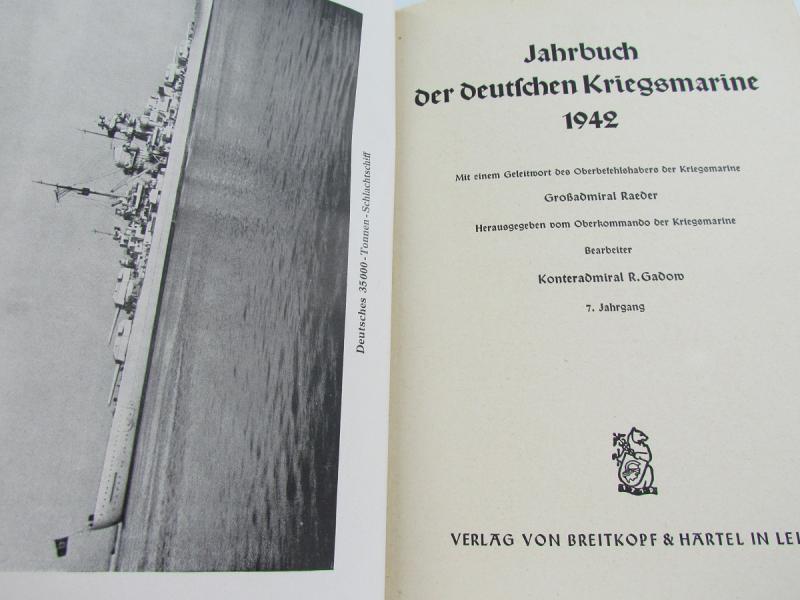 Deutsches 35000-Tonnen-Schlachtschiff
Jahrbuch
der deutſchen Kriegsmarine
1942
Mit einem Geleitwort des Oberbefehlshabers der Kriegsmarine
Großadmiral Raeder
Herausgegeben vom Oberkommando der Kriegsmarine
Bearbeiter
Konteradmiral R. Gadow
7. Jahrgang
1719
VERLAG VON BREITKOPF & HÄRTEL IN LEI